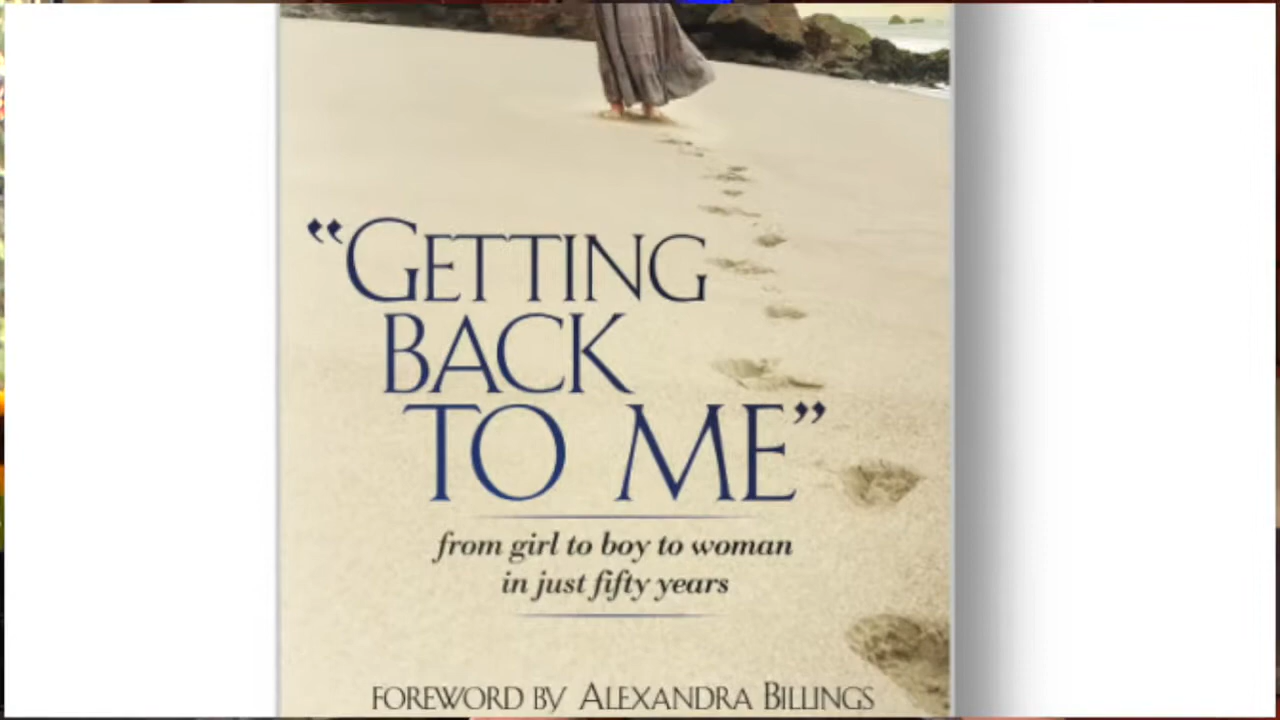 “GETTING
BACK
TO ME”
from girl to boy to woman
in just fifty years
FOREWORD BY ALEXANDRA BILLINGS